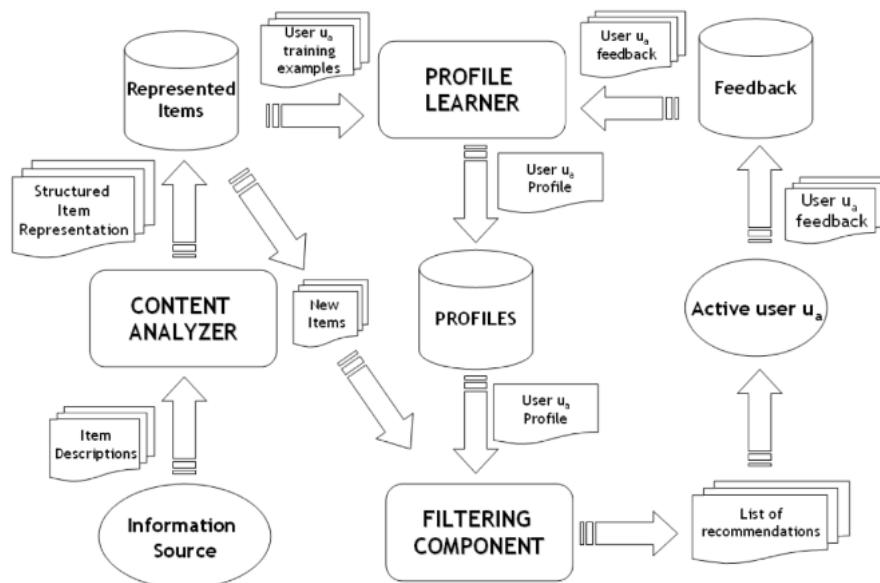 User uₐ
training
examples
User uₐ
feedback
Represented
Items
PROFILE
LEARNER
Feedback
Structured
Item
Representation
User uₐ
Profile
User uₐ
feedback
CONTENT
ANALYZER
New
Items
PROFILES
Active user uₐ
Item
Descriptions
User uₐ
Profile
Information
Source
FILTERING
COMPONENT
List of
recommendations